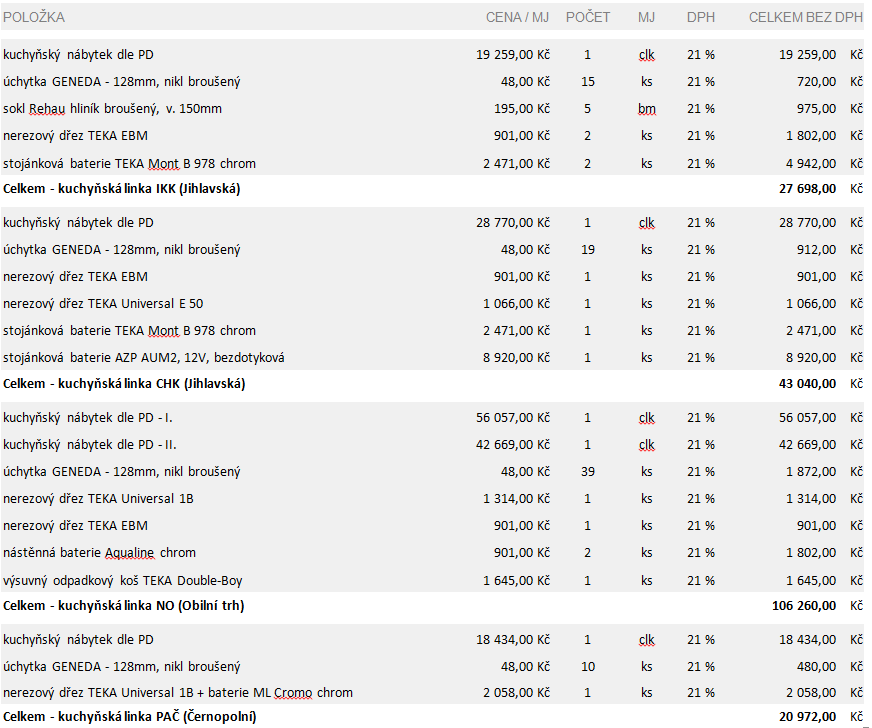 POLOŽKA CENA / MJ POČET MJ DPH CELKEM BEZ DPH
kuchyňský nábytek dle PD 19 259,00 Kč 1 clk 21 % 19 259,00 Kč
úchytka GENEDA - 128mm, nikl broušený 48,00 Kč 15 ks 21 % 720,00 Kč
sokl Rehau hliník broušený, v. 150mm 195,00 Kč 5 bm 21 % 975,00 Kč
nerezový dřez TEKA EBM 901,00 Kč 2 ks 21 % 1 802,00 Kč
stojánková baterie TEKA Mont B 978 chrom 2 471,00 Kč 2 ks 21 % 4 942,00 Kč
Celkem - kuchyňská linka IKK (Jihlavská) 27 698,00 Kč
kuchyňský nábytek dle PD 28 770,00 Kč 1 clk 21 % 28 770,00 Kč
úchytka GENEDA - 128mm, nikl broušený 48,00 Kč 19 ks 21 % 912,00 Kč
nerezový dřez TEKA EBM 901,00 Kč 1 ks 21 % 901,00 Kč
nerezový dřez TEKA Universal E 50 1 066,00 Kč 1 ks 21 % 1 066,00 Kč
stojánková baterie TEKA Mont B 978 chrom 2 471,00 Kč 1 ks 21 % 2 471,00 Kč
stojánková baterie AZP AUM2, 12V, bezdotyková 8 920,00 Kč 1 ks 21 % 8 920,00 Kč
Celkem - kuchyňská linka CHK (Jihlavská) 43 040,00 Kč
kuchyňský nábytek dle PD - I. 56 057,00 Kč 1 clk 21 % 56 057,00 Kč
kuchyňský nábytek dle PD - II. 42 669,00 Kč 1 clk 21 % 42 669,00 Kč
úchytka GENEDA - 128mm, nikl broušený 48,00 Kč 39 ks 21 % 1 872,00 Kč
nerezový dřez TEKA Universal 1B 1 314,00 Kč 1 ks 21 % 1 314,00 Kč
nerezový dřez TEKA EBM 901,00 Kč 1 ks 21 % 901,00 Kč
nástěnná baterie Aqualine chrom 901,00 Kč 2 ks 21 % 1 802,00 Kč
výsuvný odpadkový koš TEKA Double-Boy 1 645,00 Kč 1 ks 21 % 1 645,00 Kč
Celkem - kuchyňská linka NO (Obilní trh) 106 260,00 Kč
kuchyňský nábytek dle PD 18 434,00 Kč 1 clk 21 % 18 434,00 Kč
úchytka GENEDA - 128mm, nikl broušený 48,00 Kč 10 ks 21 % 480,00 Kč
nerezový dřez TEKA Universal 1B + baterie ML Cromo chrom 2 058,00 Kč 1 ks 21 % 2 058,00 Kč
Celkem - kuchyňská linka PAČ (Černopolní) 20 972,00 Kč